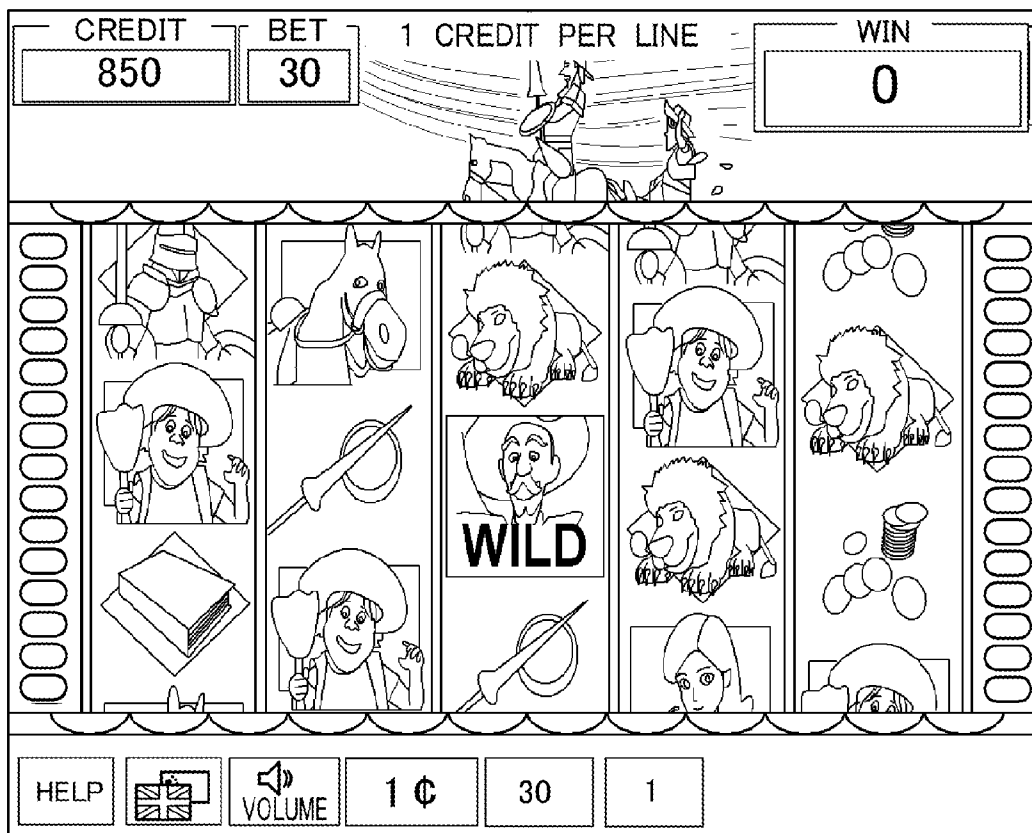 CREDIT
850
BET
30
1 CREDIT PER LINE
WIN
0
WILD
HELP
VOLUME
1 ¢
30
1